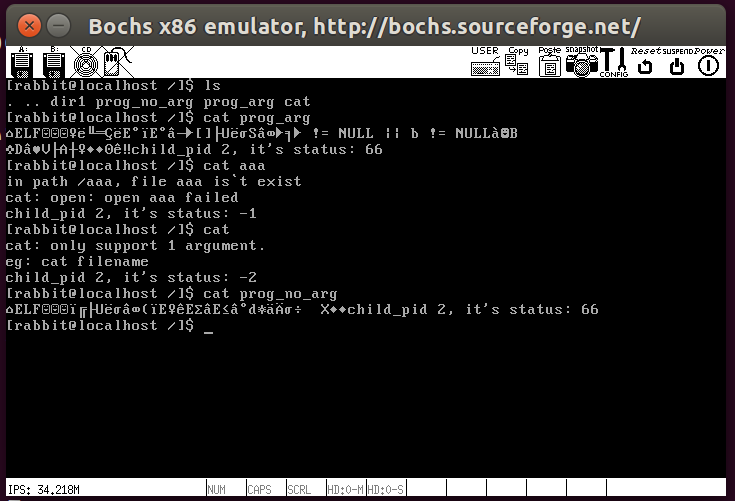 Bochs x86 emulator, http://bochs.sourceforge.net/
A: B: CD USER Copy Paste Snapshot CONFIG Reset SUSPEND Power
[rabbit@localhost /]$ ls
. .. dir1 prog_no_arg prog_arg cat
[rabbit@localhost /]$ cat prog_arg
ELF != NULL ¦¦ b != NULL
child_pid 2, it's status: 66
[rabbit@localhost /]$ cat aaa
in path /aaa, file aaa is`t exist
cat: open: open aaa failed
child_pid 2, it's status: -1
[rabbit@localhost /]$ cat
cat: only support 1 argument.
eg: cat filename
child_pid 2, it's status: -2
[rabbit@localhost /]$ cat prog_no_arg
ELF child_pid 2, it's status: 66
[rabbit@localhost /]$ _
IPS: 34.218M NUM CAPS SCRL HD:0-M HD:0-S